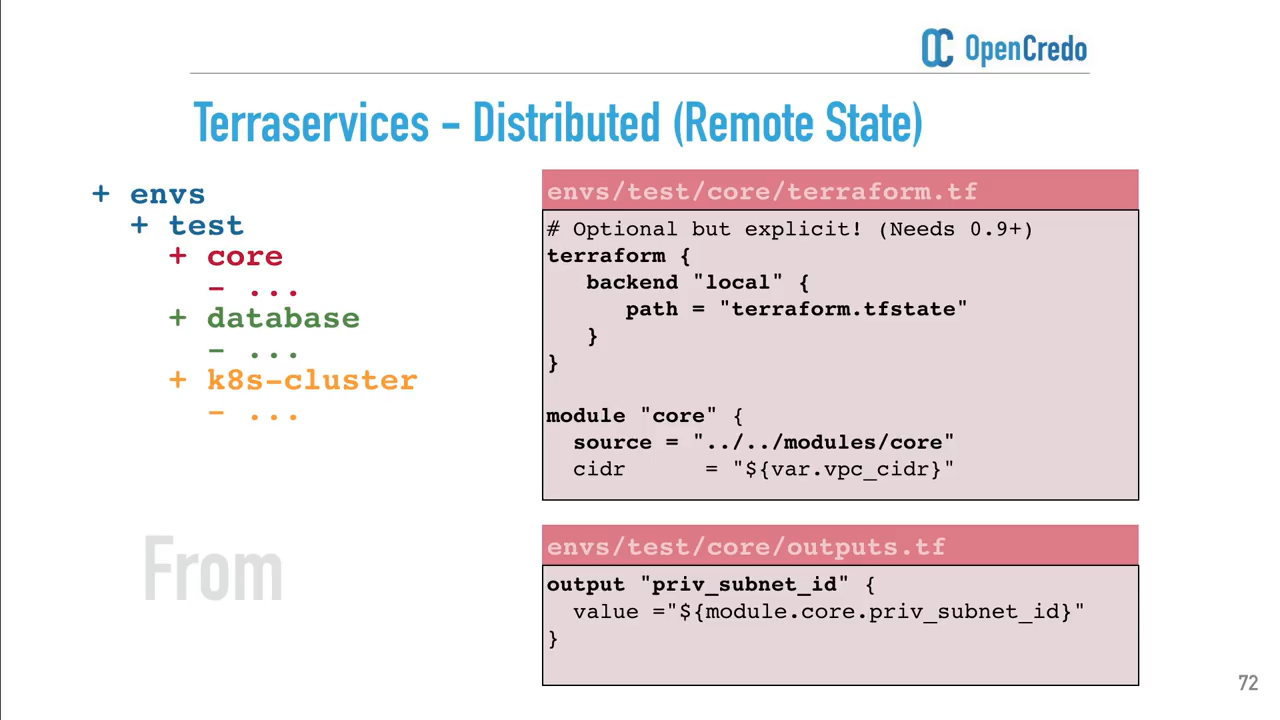 OpenCredo
Terraservices - Distributed (Remote State)
+ envs
+ test
+ core
- ...
+ database
- ...
+ k8s-cluster
- ...
From
envs/test/core/terraform.tf
# Optional but explicit! (Needs 0.9+)
terraform {
backend "local" {
path = "terraform.tfstate"
}
}
module "core" {
source = "../../modules/core"
cidr = "${var.vpc_cidr}"
envs/test/core/outputs.tf
output "priv_subnet_id" {
value ="${module.core.priv_subnet_id}"
}
72